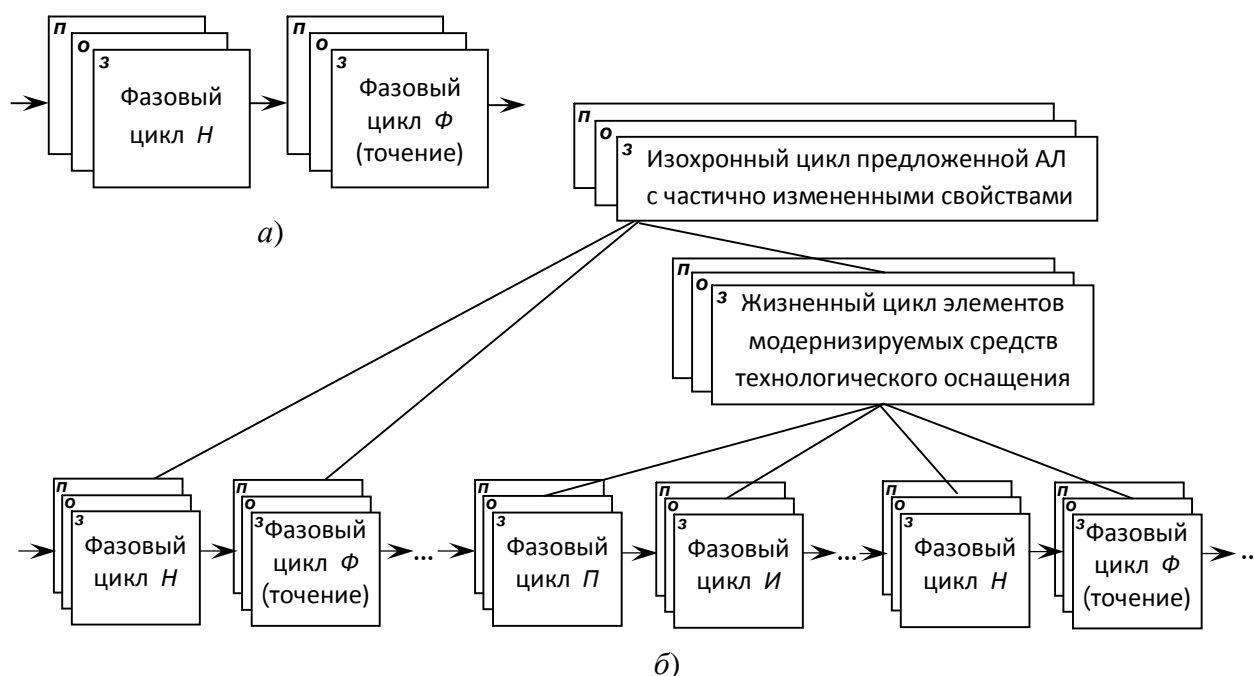 П
О
З
Фазовый
цикл Н
П
О
З
Фазовый
цикл Ф
(точение)
а)
П
О
З
Изохронный цикл предложенной АЛ
с частично измененными свойствами
П
О
З
Жизненный цикл элементов
модернизируемых средств
технологического оснащения
П
О
З
Фазовый
цикл Н
П
О
З
Фазовый
цикл Ф
(точение)
...
П
О
З
Фазовый
цикл П
П
О
З
Фазовый
цикл И
...
П
О
З
Фазовый
цикл Н
П
О
З
Фазовый
цикл Ф
(точение)
..
б)